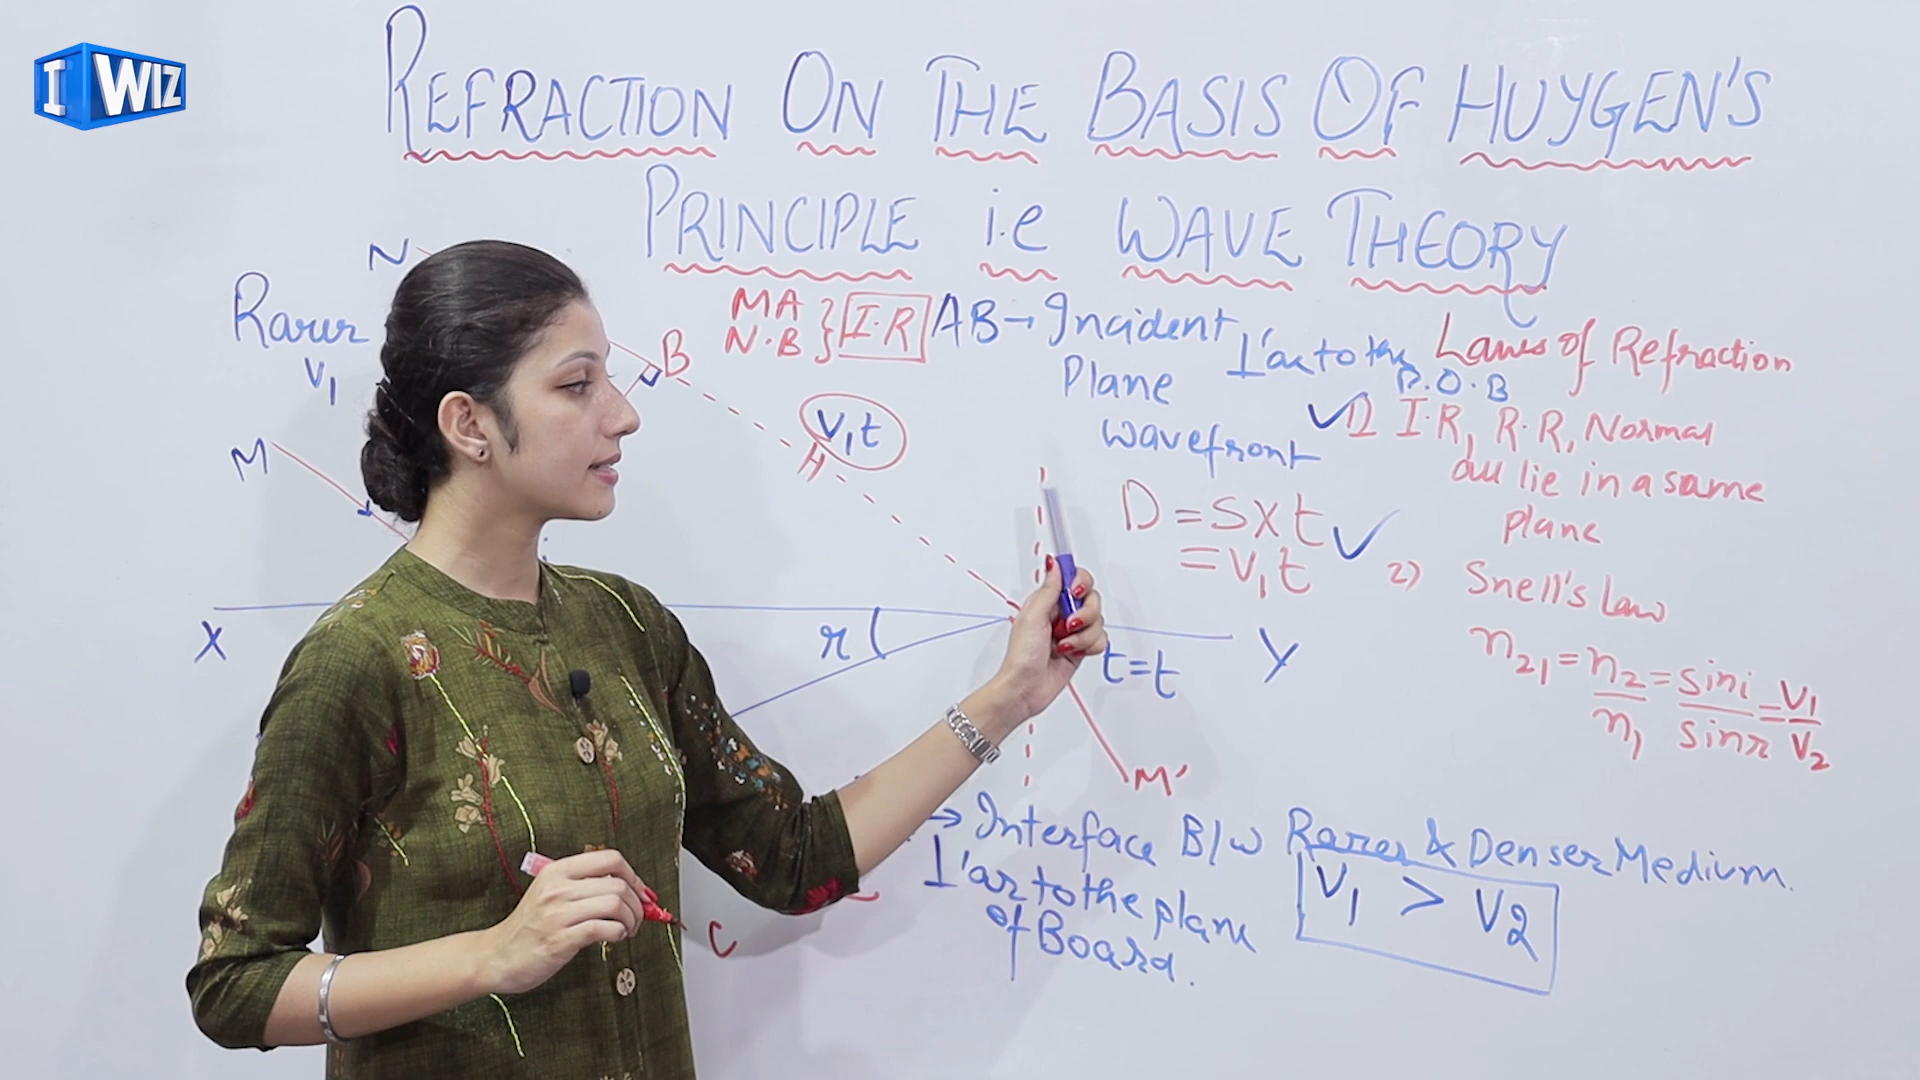 I WIZ
REFRACTION ON THE BASIS OF HUYGEN'S
PRINCIPLE i.e WAVE THEORY
N
Rarer
V₁
M
MA
N.B } I.R
B
AB → Incident
Plane
wavefront
⊥'ar to the
P.O.B
Laws of Refraction
✓ 1) I.R, R.R, Normal
all lie in a same
plane
V₁t
D = S X t ✓
= V₁t
2) Snell's Law
n₂₁ = n₂/n₁ = sin i/sin r = V₁/V₂
i
X
r
t=t
Y
M'
C
→ Interface B/w Rarer & Denser Medium.
⊥'ar to the plane
of Board.
V₁ > V₂